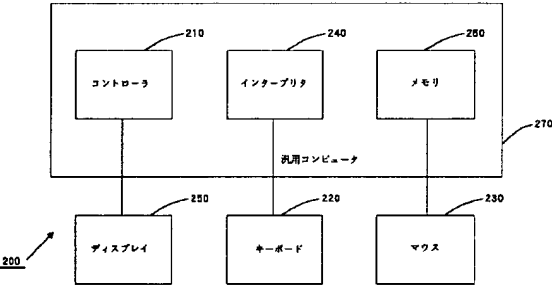 210
240
260
コントローラ
インタープリタ
メモリ
270
汎用コンピュータ
250
220
230
ディスプレイ
キーボード
マウス
200